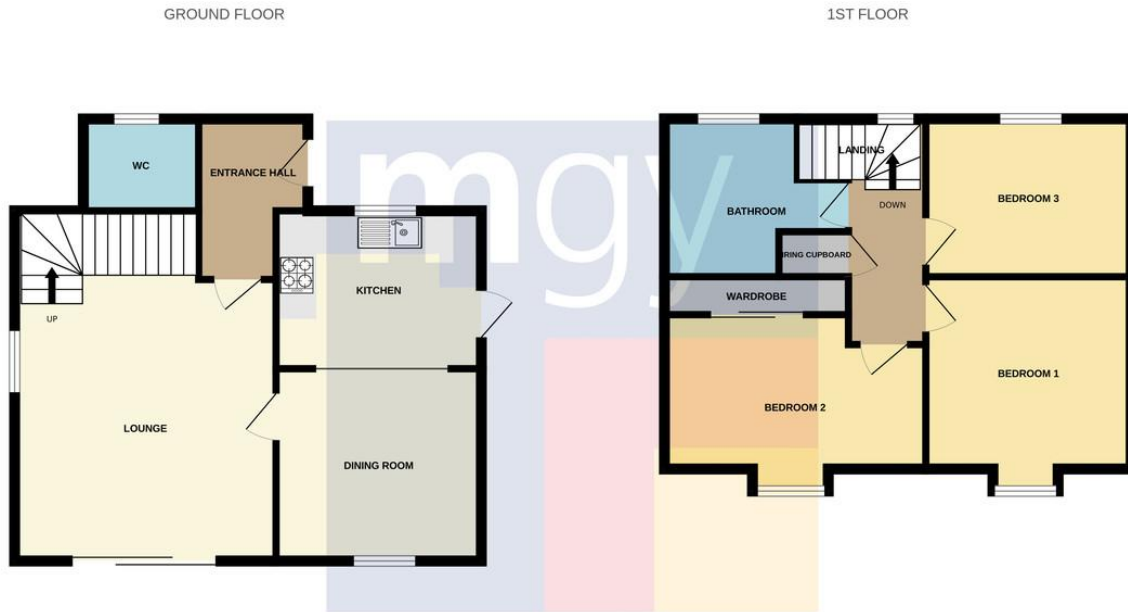 GROUND FLOOR
1ST FLOOR
WC
ENTRANCE HALL
LANDING
BEDROOM 3
DOWN
BATHROOM
IRING CUPBOARD
KITCHEN
WARDROBE
UP
BEDROOM 1
BEDROOM 2
LOUNGE
DINING ROOM
mgy